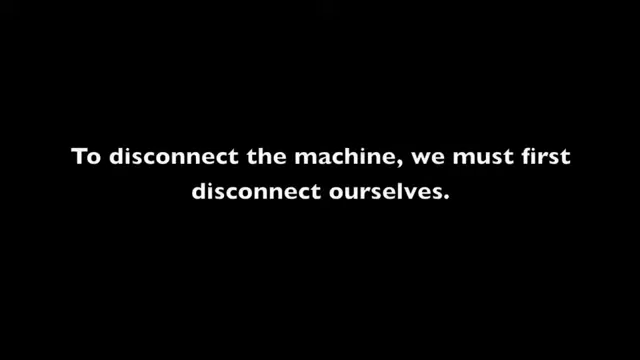 To disconnect the machine, we must first
disconnect ourselves.